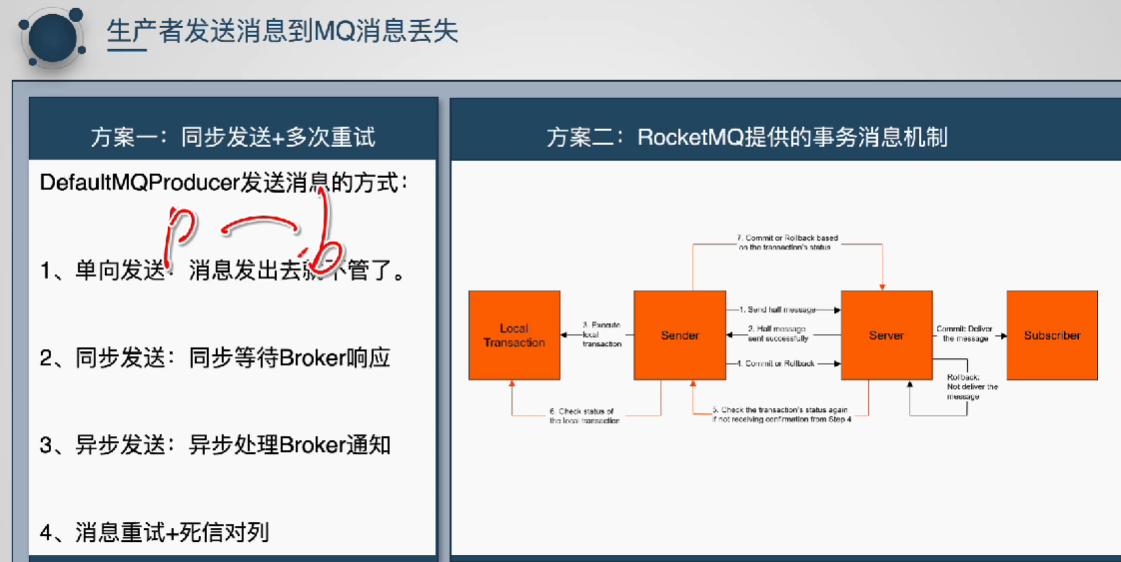 生产者发送消息到MQ消息丢失
方案一：同步发送+多次重试
DefaultMQProducer发送消息的方式：
p b
1、单向发送：消息发出去就不管了。
2、同步发送：同步等待Broker响应
3、异步发送：异步处理Broker通知
4、消息重试+死信对列
方案二：RocketMQ提供的事务消息机制
7. Commit or Rollback based
on the transaction's status
Local
Transaction
3. Execute
local
transaction
Sender
1. Send half message
2. Half message
sent successfully
4. Commit or Rollback
Server
Commit: Deliver
the message
Subscriber
Rollback:
Not deliver the
message
6. Check status of
the local transaction
5. Check the transaction's status again
if not receiving confirmation from Step 4